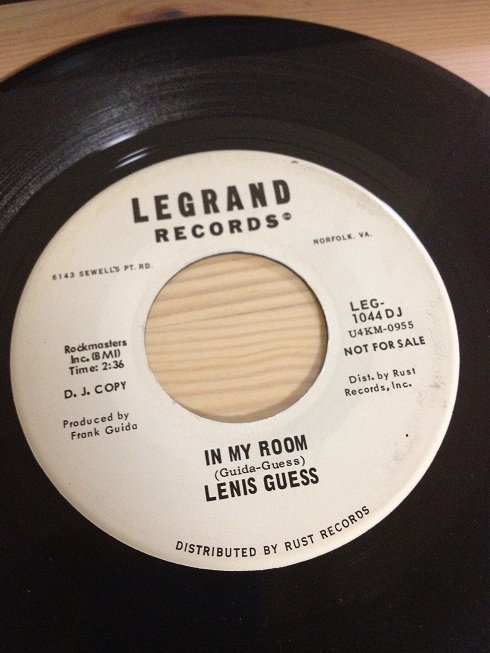 LEGRAND
RECORDS
6143 SEWELL'S PT. RD.
NORFOLK. VA.
Rockmasters
Inc. (BMI)
Time: 2:36
D. J. COPY
Produced by
Frank Guida
LEG-
1044 DJ
U4KM-0955
NOT FOR SALE
Dist. by Rust
Records, Inc.
IN MY ROOM
(Guida-Guess)
LENIS GUESS
DISTRIBUTED BY RUST RECORDS